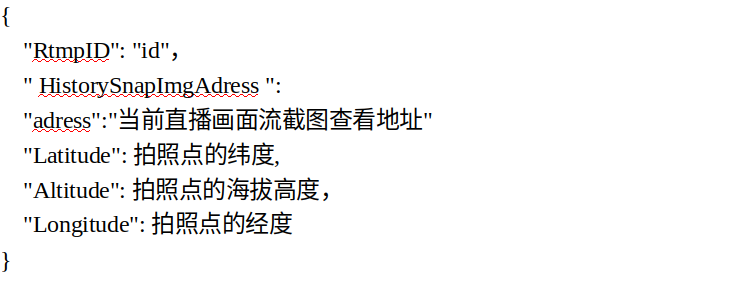 {
"RtmpID": "id"，
" HistorySnapImgAdress ":
"adress":"当前直播画面流截图查看地址"
"Latitude": 拍照点的纬度,
"Altitude": 拍照点的海拔高度，
"Longitude": 拍照点的经度
}